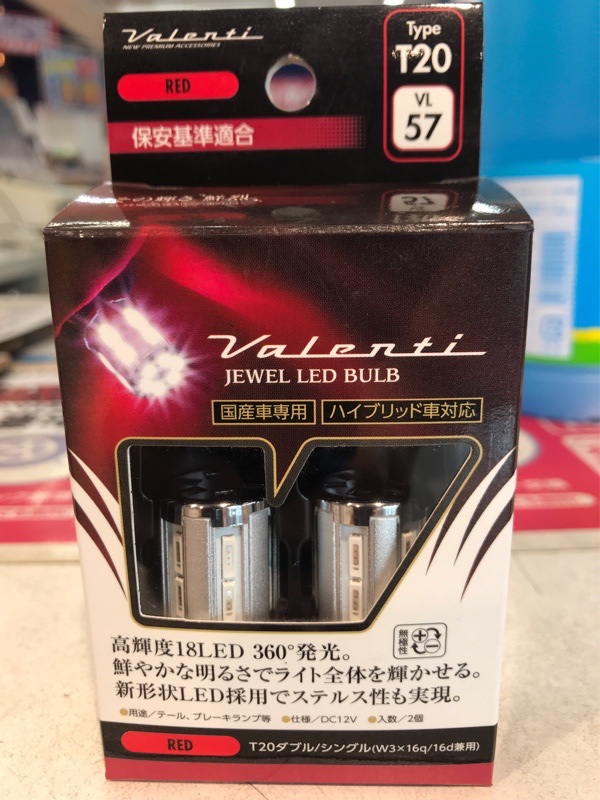 Valenti
NEW PREMIUM ACCESSORIES
RED
保安基準適合
Type
T20
VL
57
Valenti
JEWEL LED BULB
国産車専用
ハイブリッド車対応
高輝度18LED 360°発光。
鮮やかな明るさでライト全体を輝かせる。
新形状LED採用でステルス性も実現。
無極性
●用途/テール、ブレーキランプ等 ●仕様/DC12V ●入数/2個
RED
T20ダブル/シングル(W3×16q/16d兼用)